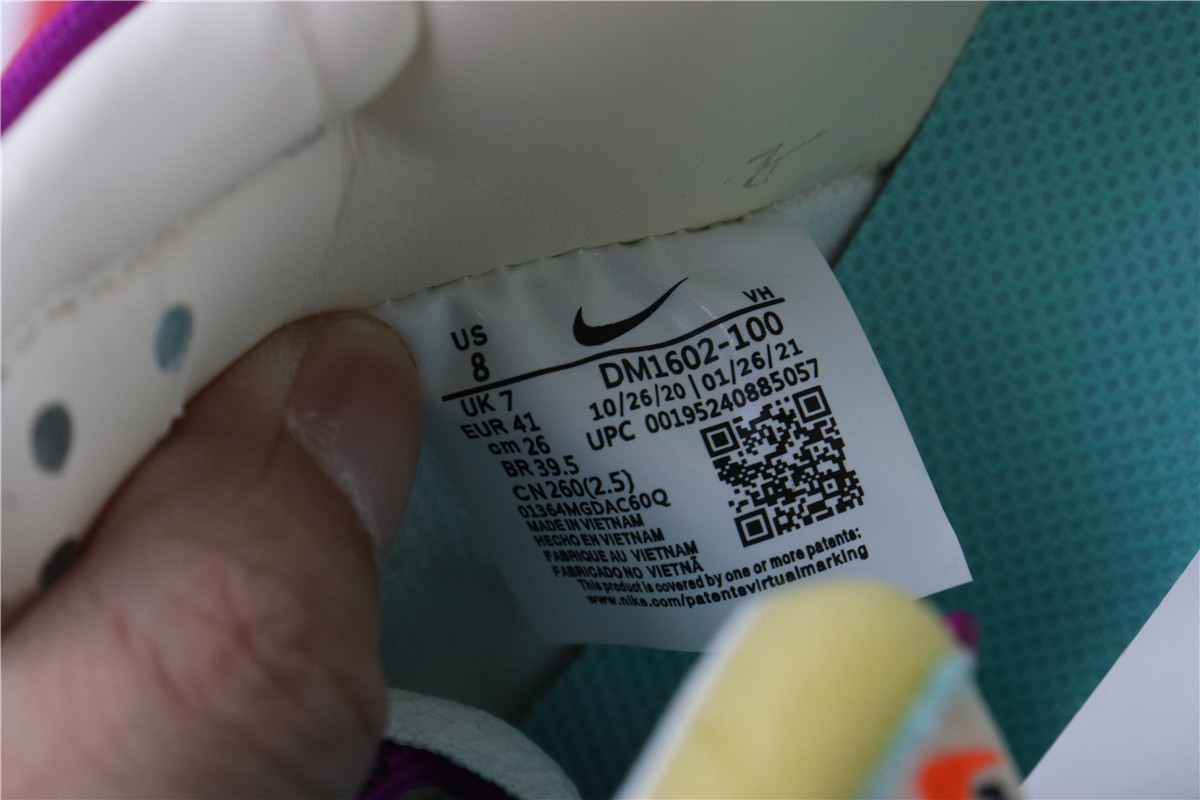 US
8
VH
DM1602-100
10/26/20 | 01/26/21
UPC 00195240885057
UK 7
EUR 41
cm 26
BR 39.5
CN 260(2.5)
01364MGDAC60Q
MADE IN VIETNAM
HECHO EN VIETNAM
FABRIQUE AU VIETNAM
FABRICADO NO VIETNÃ
This product is covered by one or more patents:
www.nike.com/patentsvirtualmarking